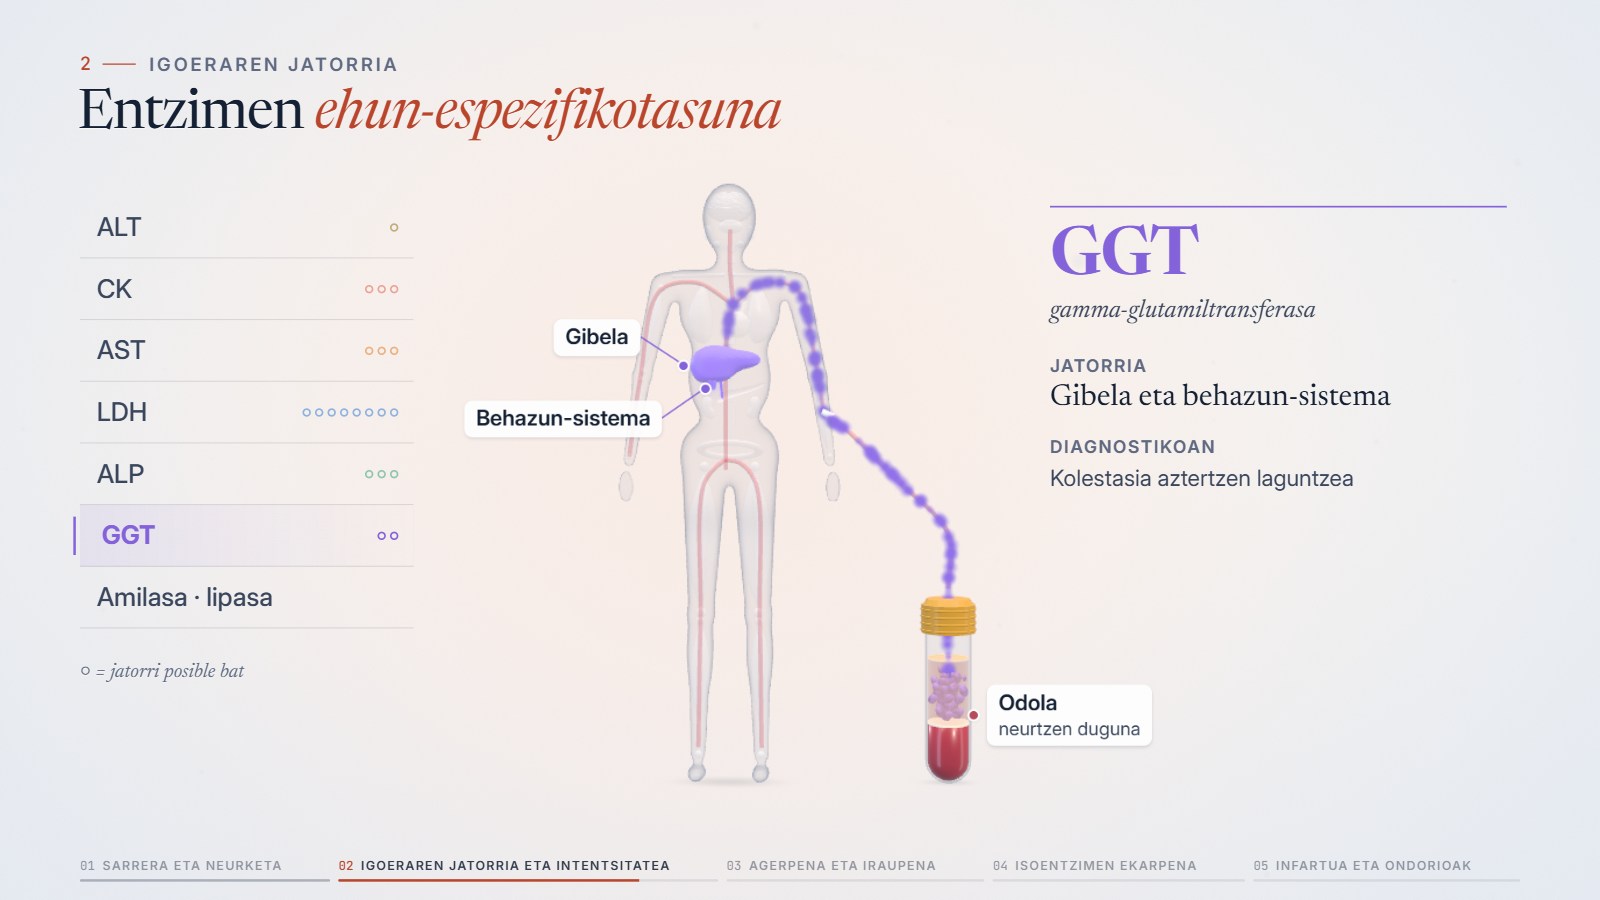 2 — IGOERAREN JATORRIA
Entzimen ehun-espezifikotasuna
ALT
CK
AST
LDH
ALP
GGT
Amilasa · lipasa
= jatorri posible bat
Gibela
Behazun-sistema
Odola
neurtzen duguna
GGT
gamma-glutamiltransferasa
JATORRIA
Gibela eta behazun-sistema
DIAGNOSTIKOAN
Kolestasia aztertzen laguntzea
01 SARRERA ETA NEURKETA
02 IGOERAREN JATORRIA ETA INTENTSITATEA
03 AGERPENA ETA IRAUPENA
04 ISOENTZIMEN EKARPENA
05 INFARTUA ETA ONDORIOAK